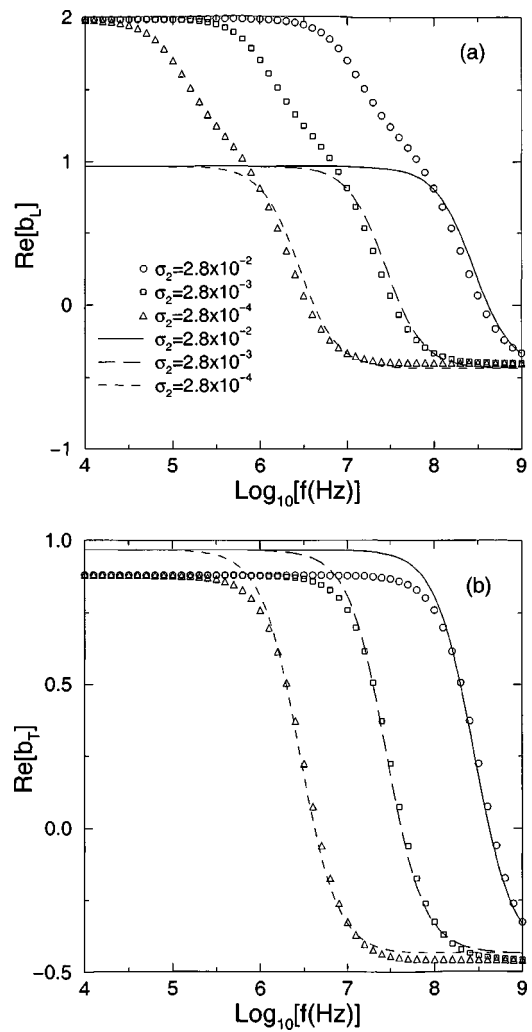 (a)
2
1
0
−1
Re[b_L]
σ₂=2.8x10⁻²
σ₂=2.8x10⁻³
σ₂=2.8x10⁻⁴
σ₂=2.8x10⁻²
σ₂=2.8x10⁻³
σ₂=2.8x10⁻⁴
4 5 6 7 8 9
Log₁₀[f(Hz)]
(b)
1.0
0.5
0.0
−0.5
Re[b_T]
4 5 6 7 8 9
Log₁₀[f(Hz)]